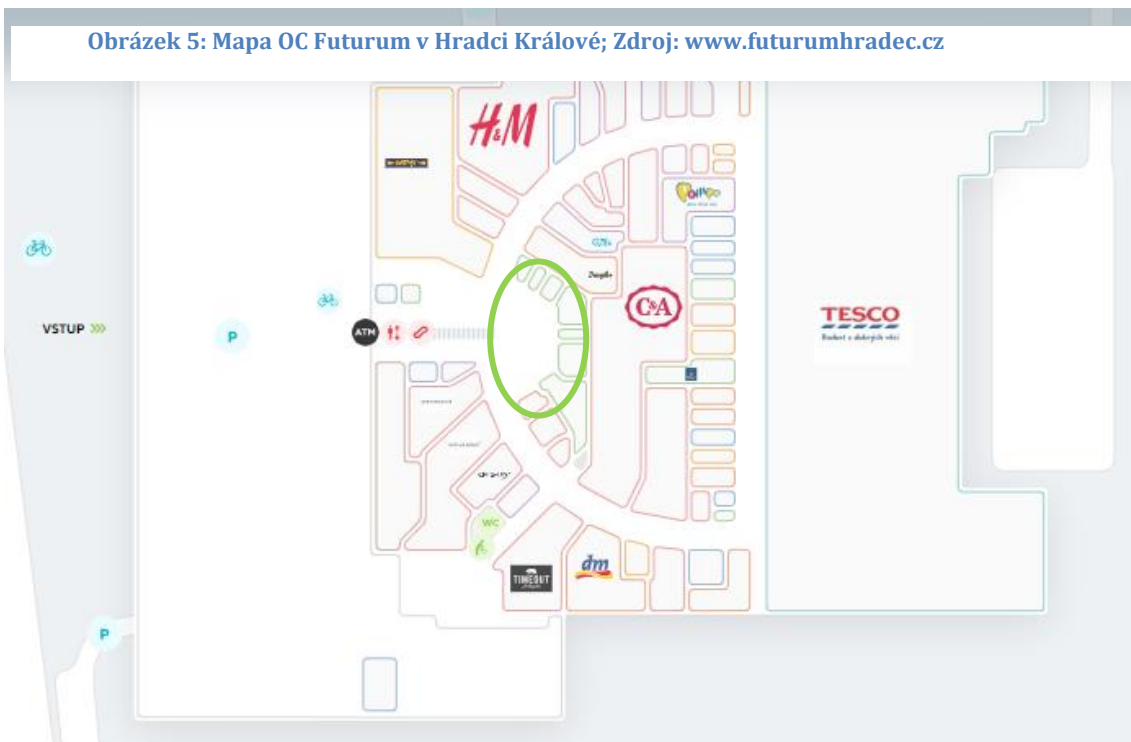 Obrázek 5: Mapa OC Futurum v Hradci Králové; Zdroj: www.futurumhradec.cz
H&M
C&A
TESCO
VSTUP >>>
P
ATM
WC
TIMEOUT
dm
P